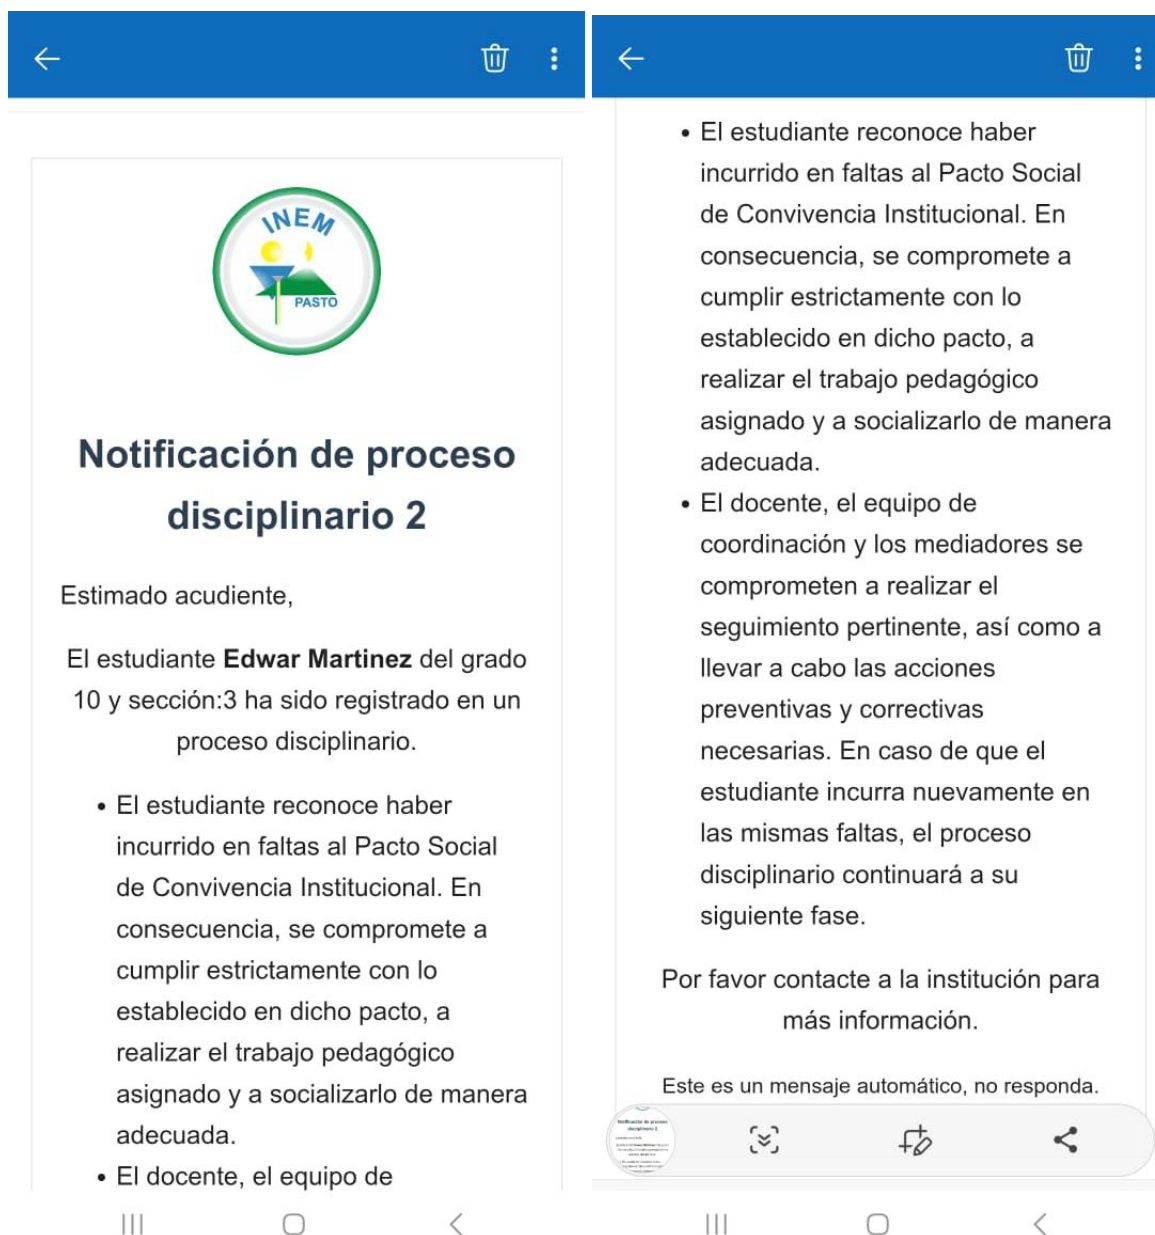 INEM
PASTO
Notificación de proceso
disciplinario 2
Estimado acudiente,
El estudiante Edwar Martinez del grado
10 y sección:3 ha sido registrado en un
proceso disciplinario.
• El estudiante reconoce haber
incurrido en faltas al Pacto Social
de Convivencia Institucional. En
consecuencia, se compromete a
cumplir estrictamente con lo
establecido en dicho pacto, a
realizar el trabajo pedagógico
asignado y a socializarlo de manera
adecuada.
• El docente, el equipo de
• El estudiante reconoce haber
incurrido en faltas al Pacto Social
de Convivencia Institucional. En
consecuencia, se compromete a
cumplir estrictamente con lo
establecido en dicho pacto, a
realizar el trabajo pedagógico
asignado y a socializarlo de manera
adecuada.
• El docente, el equipo de
coordinación y los mediadores se
comprometen a realizar el
seguimiento pertinente, así como a
llevar a cabo las acciones
preventivas y correctivas
necesarias. En caso de que el
estudiante incurra nuevamente en
las mismas faltas, el proceso
disciplinario continuará a su
siguiente fase.
Por favor contacte a la institución para
más información.
Este es un mensaje automático, no responda.
Notificación de proceso
disciplinario 2